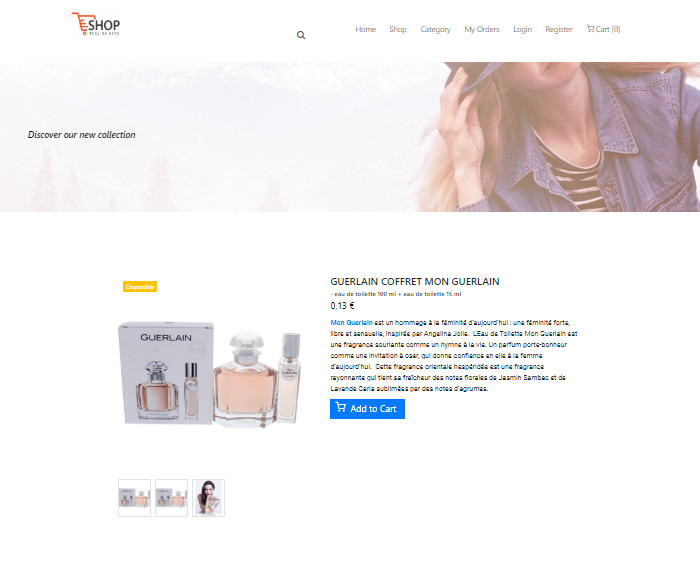 SHOP
Home Shop Category My Orders Login Register Cart (0)
Discover our new collection
Disponible
GUERLAIN COFFRET MON GUERLAIN
- eau de toilette 100 ml + eau de toilette 15 ml
0,13 €
Mon Guerlain est un hommage à la féminité d'aujourd'hui : une féminité forte,
libre et sensuelle, inspirée par Angelina Jolie. L'Eau de Toilette Mon Guerlain est
une fragrance souriante comme un hymne à la vie. Un parfum porte-bonheur
comme une invitation à oser, qui donne confiance en elle à la femme
d'aujourd'hui. Cette fragrance orientale hespéridée est une fragrance
rayonnante qui tient sa fraîcheur des notes florales de Jasmin Sambac et de
Lavande Carla sublimées par des notes d'agrumes.
Add to Cart
GUERLAIN